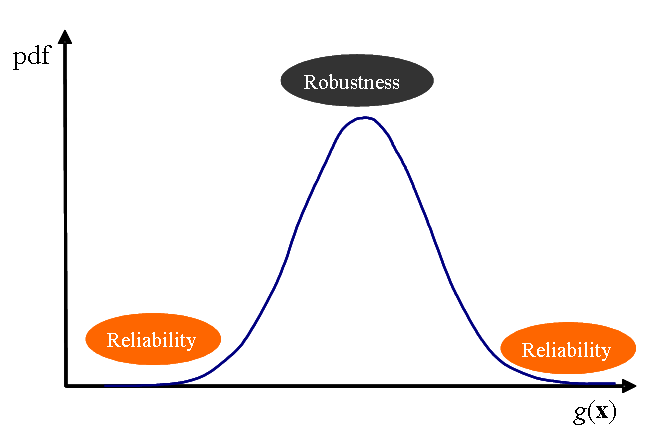 pdf
Robustness
Reliability
Reliability
g(x)